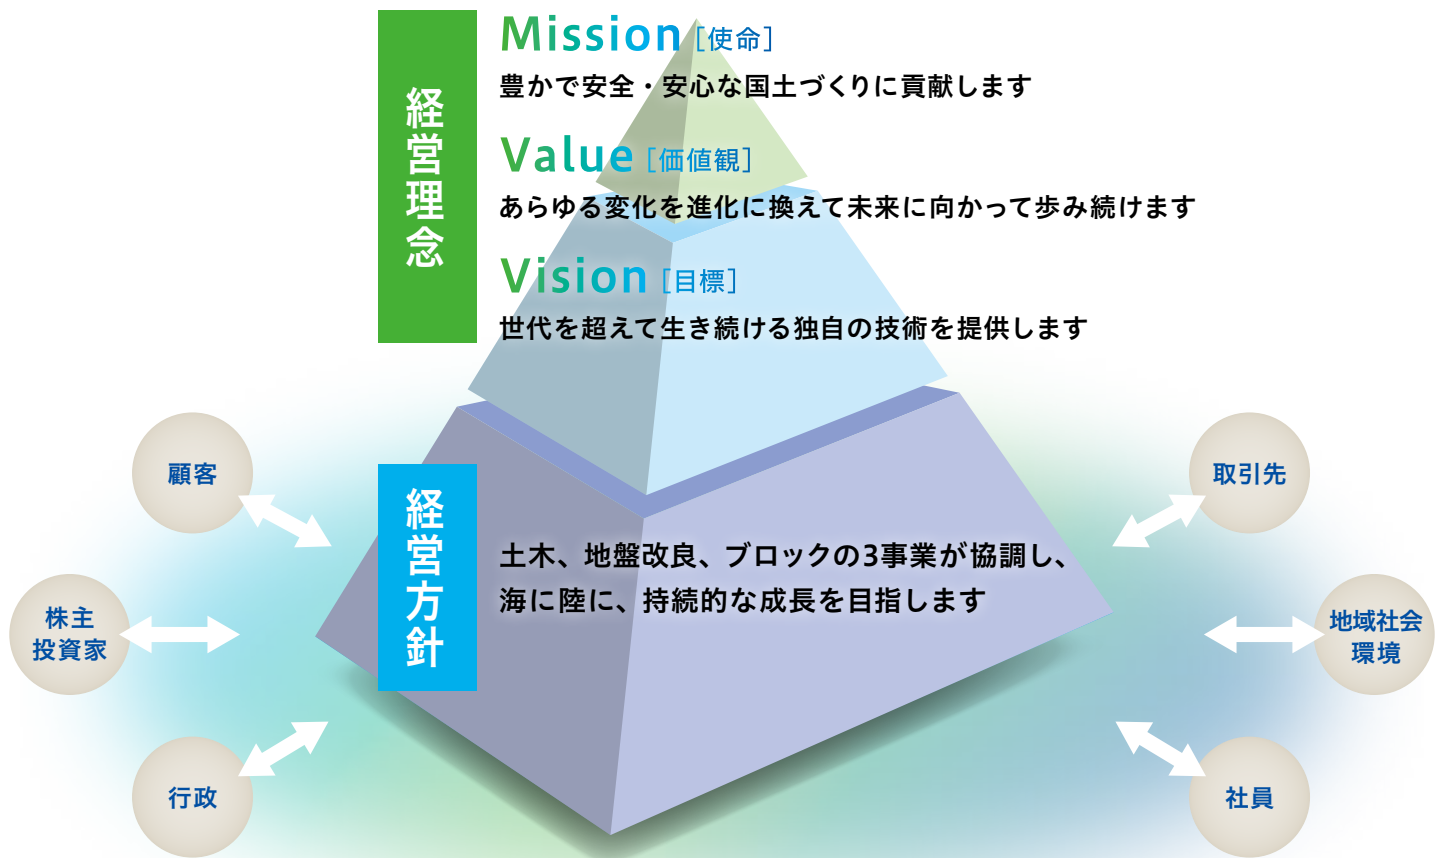 経営理念
Mission［使命］
豊かで安全・安心な国土づくりに貢献します
Value［価値観］
あらゆる変化を進化に換えて未来に向かって歩み続けます
Vision［目標］
世代を超えて生き続ける独自の技術を提供します
経営方針
土木、地盤改良、ブロックの3事業が協調し、
海に陸に、持続的な成長を目指します
顧客
株主
投資家
行政
取引先
地域社会
環境
社員